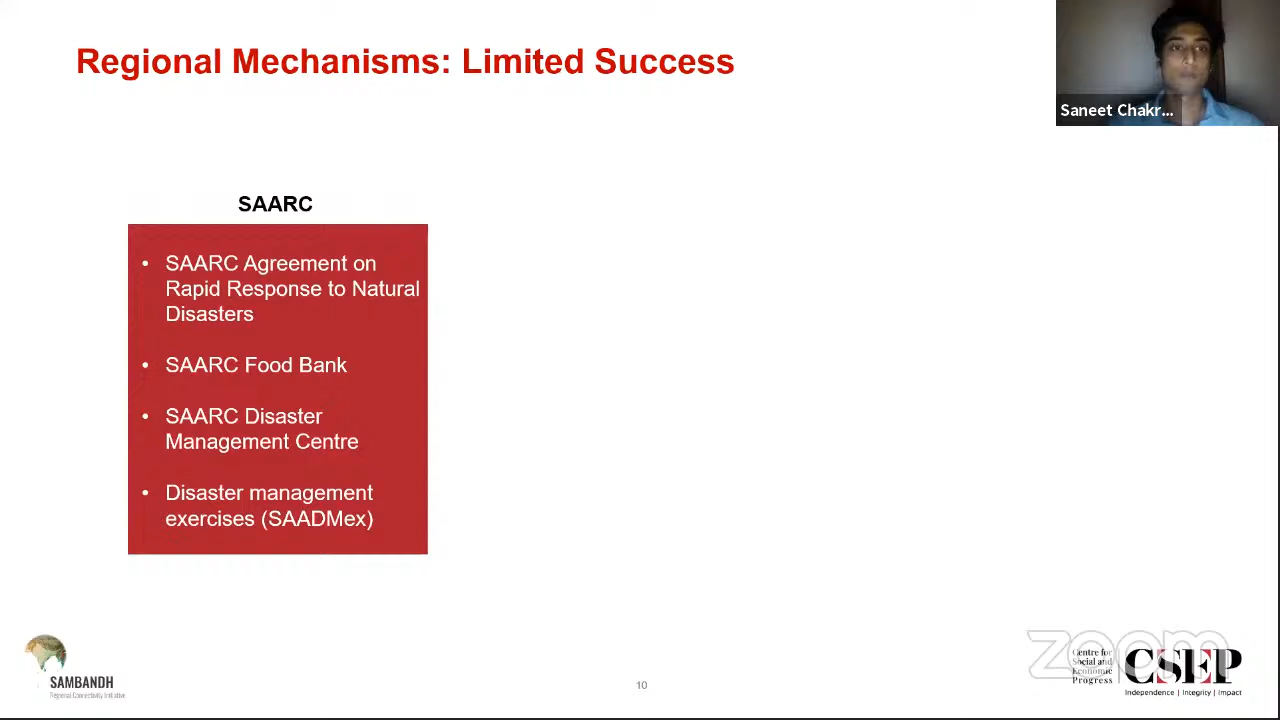 Regional Mechanisms: Limited Success
Saneet Chakr...
SAARC
• SAARC Agreement on
Rapid Response to Natural
Disasters
• SAARC Food Bank
• SAARC Disaster
Management Centre
• Disaster management
exercises (SAADMex)
SAMBANDH
Regional Connectivity Initiative
10
zoom
Centre for
Social and
Economic
Progress
CSEP
Independence | Integrity | Impact